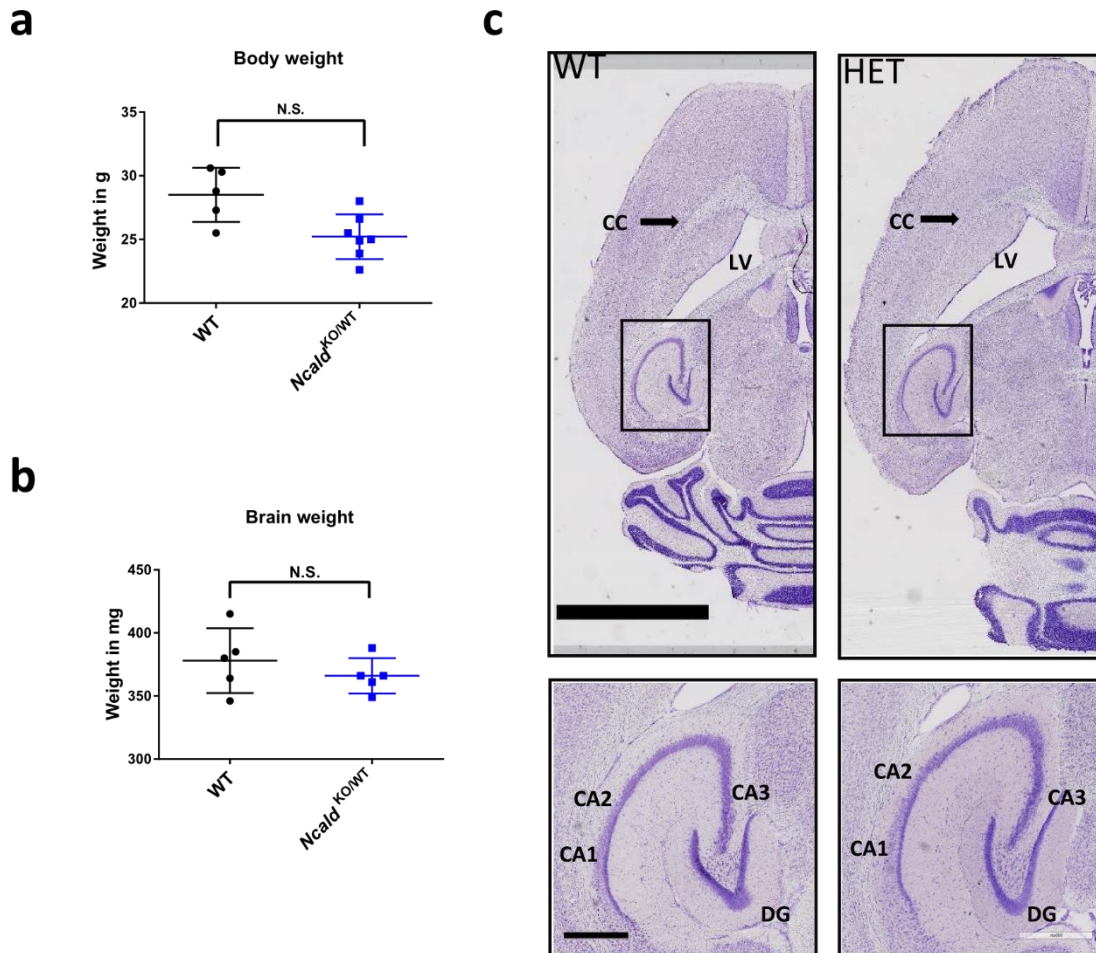 a
Body weight
N.S.
Weight in g
35
30
25
20
WT
Ncald KO/WT
b
Brain weight
N.S.
Weight in mg
450
400
350
300
WT
Ncald KO/WT
c
WT
CC
LV
HET
CC
LV
CA2
CA3
CA1
DG
CA2
CA3
CA1
DG